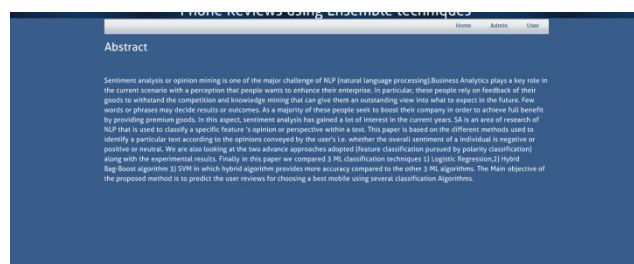 Phone Reviews using Ensemble techniques
Home Admin User
Abstract
Sentiment analysis or opinion mining is one of the major challenge of NLP (natural language processing).Business Analytics plays a key role in
the current scenario with a perception that people wants to enhance their enterprise. In particular, these people rely on feedback of their
goods to withstand the competition and knowledge mining that can give them an outstanding view into what to expect in the future. Few
words or phrases may decide results or outcomes. As a majority of these people seek to boost their company in order to achieve full benefit
by providing premium goods. In this aspect, sentiment analysis has gained a lot of interest in the current years. SA is an area of research of
NLP that is used to classify a specific feature 's opinion or perspective within a text. This paper is based on the different methods used to
identify a particular text according to the opinions conveyed by the user's i.e. whether the overall sentiment of a individual is negative or
positive or neutral. We are also looking at the two advance approaches adopted (feature classification pursued by polarity classification)
along with the experimental results. Finally in this paper we compared 3 ML classification techniques 1) Logistic Regression,2) Hybid
Bag-Boost algorithm 3) SVM in which hybrid algorithm provides more accuracy compared to the other 3 ML algorithms. The Main objective of
the proposed method is to predict the user reviews for choosing a best mobile using several classification Algorithms.